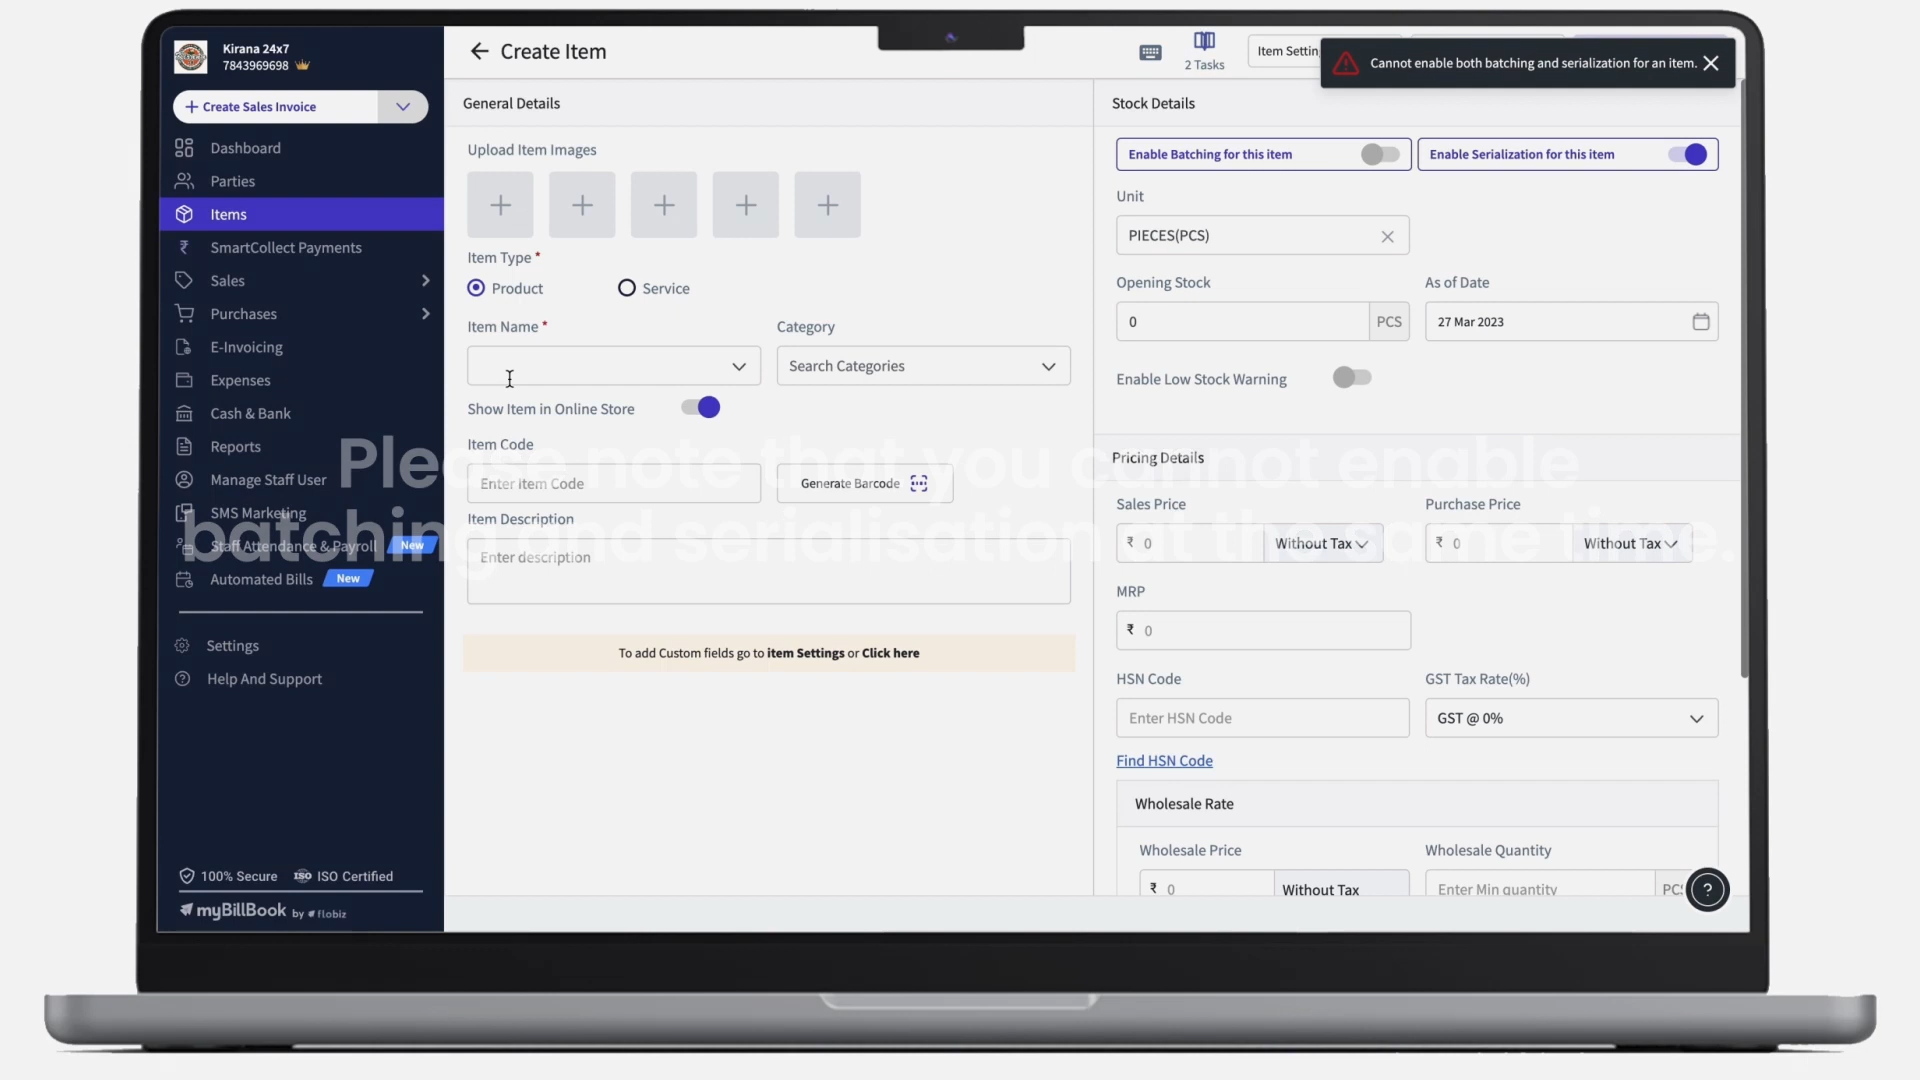 Kirana 24x7
7843969698
Create Item
2 Tasks
Item Settin
Cannot enable both batching and serialization for an item.
+ Create Sales Invoice
Dashboard
Parties
Items
SmartCollect Payments
Sales
Purchases
E-Invoicing
Expenses
Cash & Bank
Reports
Manage Staff User
SMS Marketing
Staff Attendance & Payroll New
Automated Bills New
Settings
Help And Support
100% Secure ISO ISO Certified
myBillBook by flobiz
General Details
Upload Item Images
Item Type *
Product Service
Item Name * Category
Search Categories
Show Item in Online Store
Item Code
Enter Item Code Generate Barcode
Item Description
Enter description
To add Custom fields go to item Settings or Click here
Stock Details
Enable Batching for this item Enable Serialization for this item
Unit
PIECES(PCS)
Opening Stock As of Date
0 PCS 27 Mar 2023
Enable Low Stock Warning
Pricing Details
Sales Price Purchase Price
₹ 0 Without Tax ₹ 0 Without Tax
MRP
₹ 0
HSN Code GST Tax Rate(%)
Enter HSN Code GST @ 0%
Find HSN Code
Wholesale Rate
Wholesale Price Wholesale Quantity
₹ 0 Without Tax Enter Min quantity PCS
?
Please note that you cannot enable
batching and serialisation at the same time.